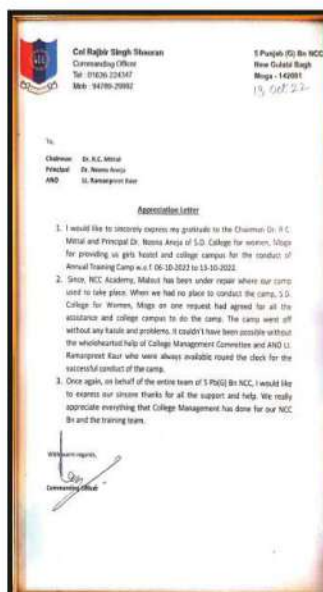 Col Rajbir Singh Sheoran
Commanding Officer
Tel : 01636-224347
Mob : 94789-29992
5 Punjab (G) Bn NCC
New Gulabi Bagh
Moga - 142001
13 Oct 22
To,
Chairman Dr. R.C. Mittal
Principal Dr. Neena Aneja
AND Lt. Ramanpreet Kaur
Appreciation Letter
1. I would like to sincerely express my gratitude to the Chairman Dr. R.C.
Mittal and Principal Dr. Neena Aneja of S.D. College for women, Moga
for providing us girls hostel and college campus for the conduct of
Annual Training Camp w.e.f. 06-10-2022 to 13-10-2022.
2. Since, NCC Academy, Malout has been under repair where our camp
used to take place. When we had no place to conduct the camp, S.D.
College for Women, Moga on one request had agreed for all the
assistance and college campus to do the camp. The camp went off
without any hassle and problems. It couldn't have been possible without
the wholehearted help of College Management Committee and AND Lt.
Ramanpreet Kaur who were always available round the clock for the
successful conduct of the camp.
3. Once again, on behalf of the entire team of 5 Pb(G) Bn NCC, I would like
to express our sincere thanks for all the support and help. We really
appreciate everything that College Management has done for our NCC
Bn and the training team.
With warm regards,
Commanding Officer